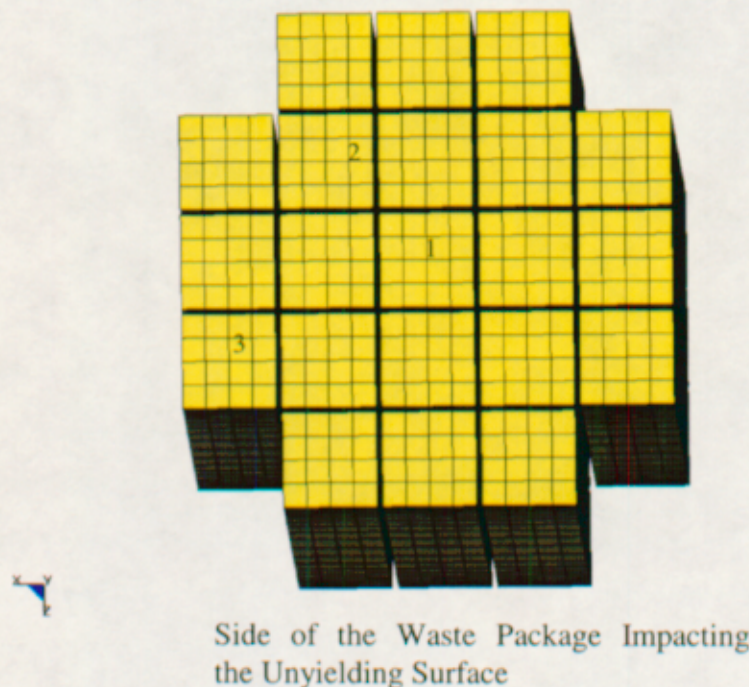 2
1
3
X Y
Z
Side of the Waste Package Impacting
the Unyielding Surface